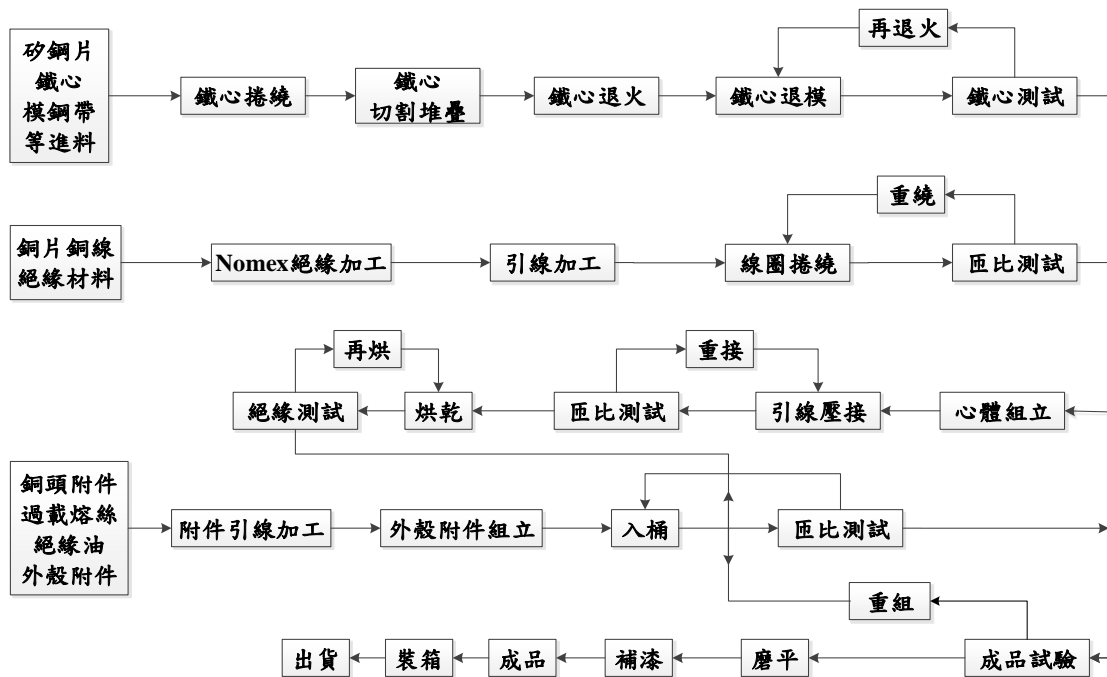 再退火
矽鋼片
鐵心
模鋼帶
等進料
鐵心捲繞
鐵心
切割堆疊
鐵心退火
鐵心退模
鐵心測試
重繞
銅片銅線
絕緣材料
Nomex絕緣加工
引線加工
線圈捲繞
匝比測試
再烘
重接
絕緣測試
烘乾
匝比測試
引線壓接
心體組立
銅頭附件
過載熔絲
絕緣油
外殼附件
附件引線加工
外殼附件組立
入桶
匝比測試
重組
出貨
裝箱
成品
補漆
磨平
成品試驗